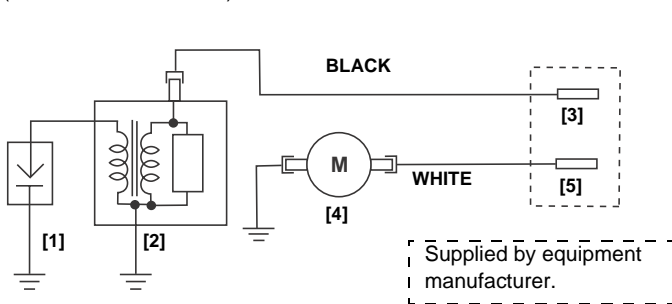 BLACK
[3]
M
WHITE
[5]
[4]
[1]
[2]
Supplied by equipment
manufacturer.